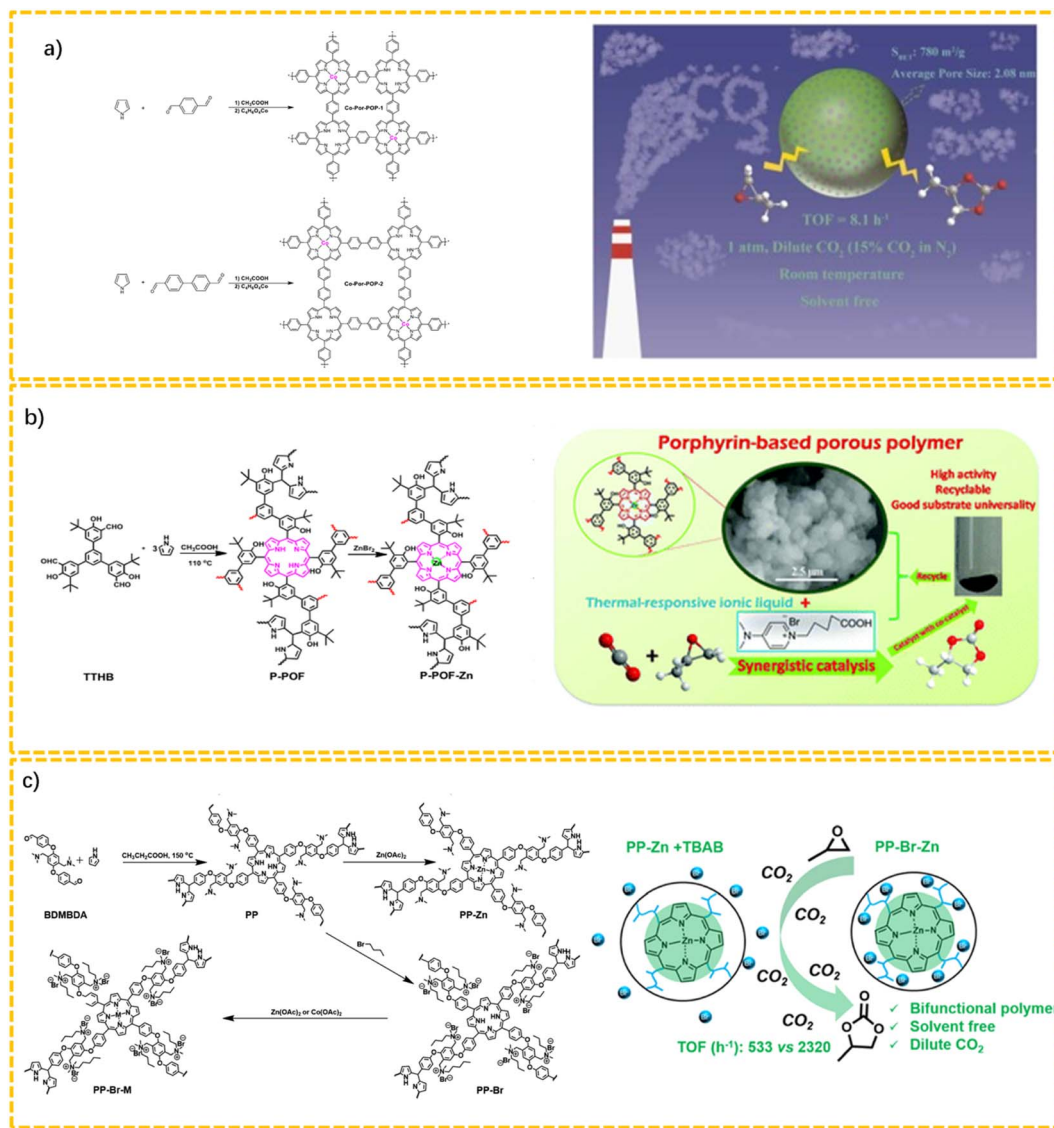 a)
1) CH₃COOH
2) C₄H₆O₄Co
Co-Por-POP-1
1) CH₃COOH
2) C₄H₆O₄Co
Co-Por-POP-2
S_BET: 780 m²/g
Average Pore Size: 2.08 nm
TOF = 8.1 h⁻¹
1 atm, Dilute CO₂ (15% CO₂ in N₂)
Room temperature
Solvent free
b)
TTHB
+ 3
CH₃COOH
110 °C
P-POF
ZnBr₂
Zn
P-POF-Zn
Porphyrin-based porous polymer
High activity
Recyclable
Good substrate universality
2.5 μm
Recycle
Thermal-responsive ionic liquid +
Br
COOH
Catalyst with co-catalyst
Synergistic catalysis
c)
BDMBDA
CH₃CH₂COOH, 150 °C
PP
Zn(OAc)₂
PP-Zn
Br
Zn(OAc)₂ or Co(OAc)₂
PP-Br-M
PP-Br
PP-Zn +TBAB
PP-Br-Zn
CO₂
CO₂
CO₂
CO₂
CO₂
TOF (h⁻¹): 533 vs 2320
✓ Bifunctional polymer
✓ Solvent free
✓ Dilute CO₂